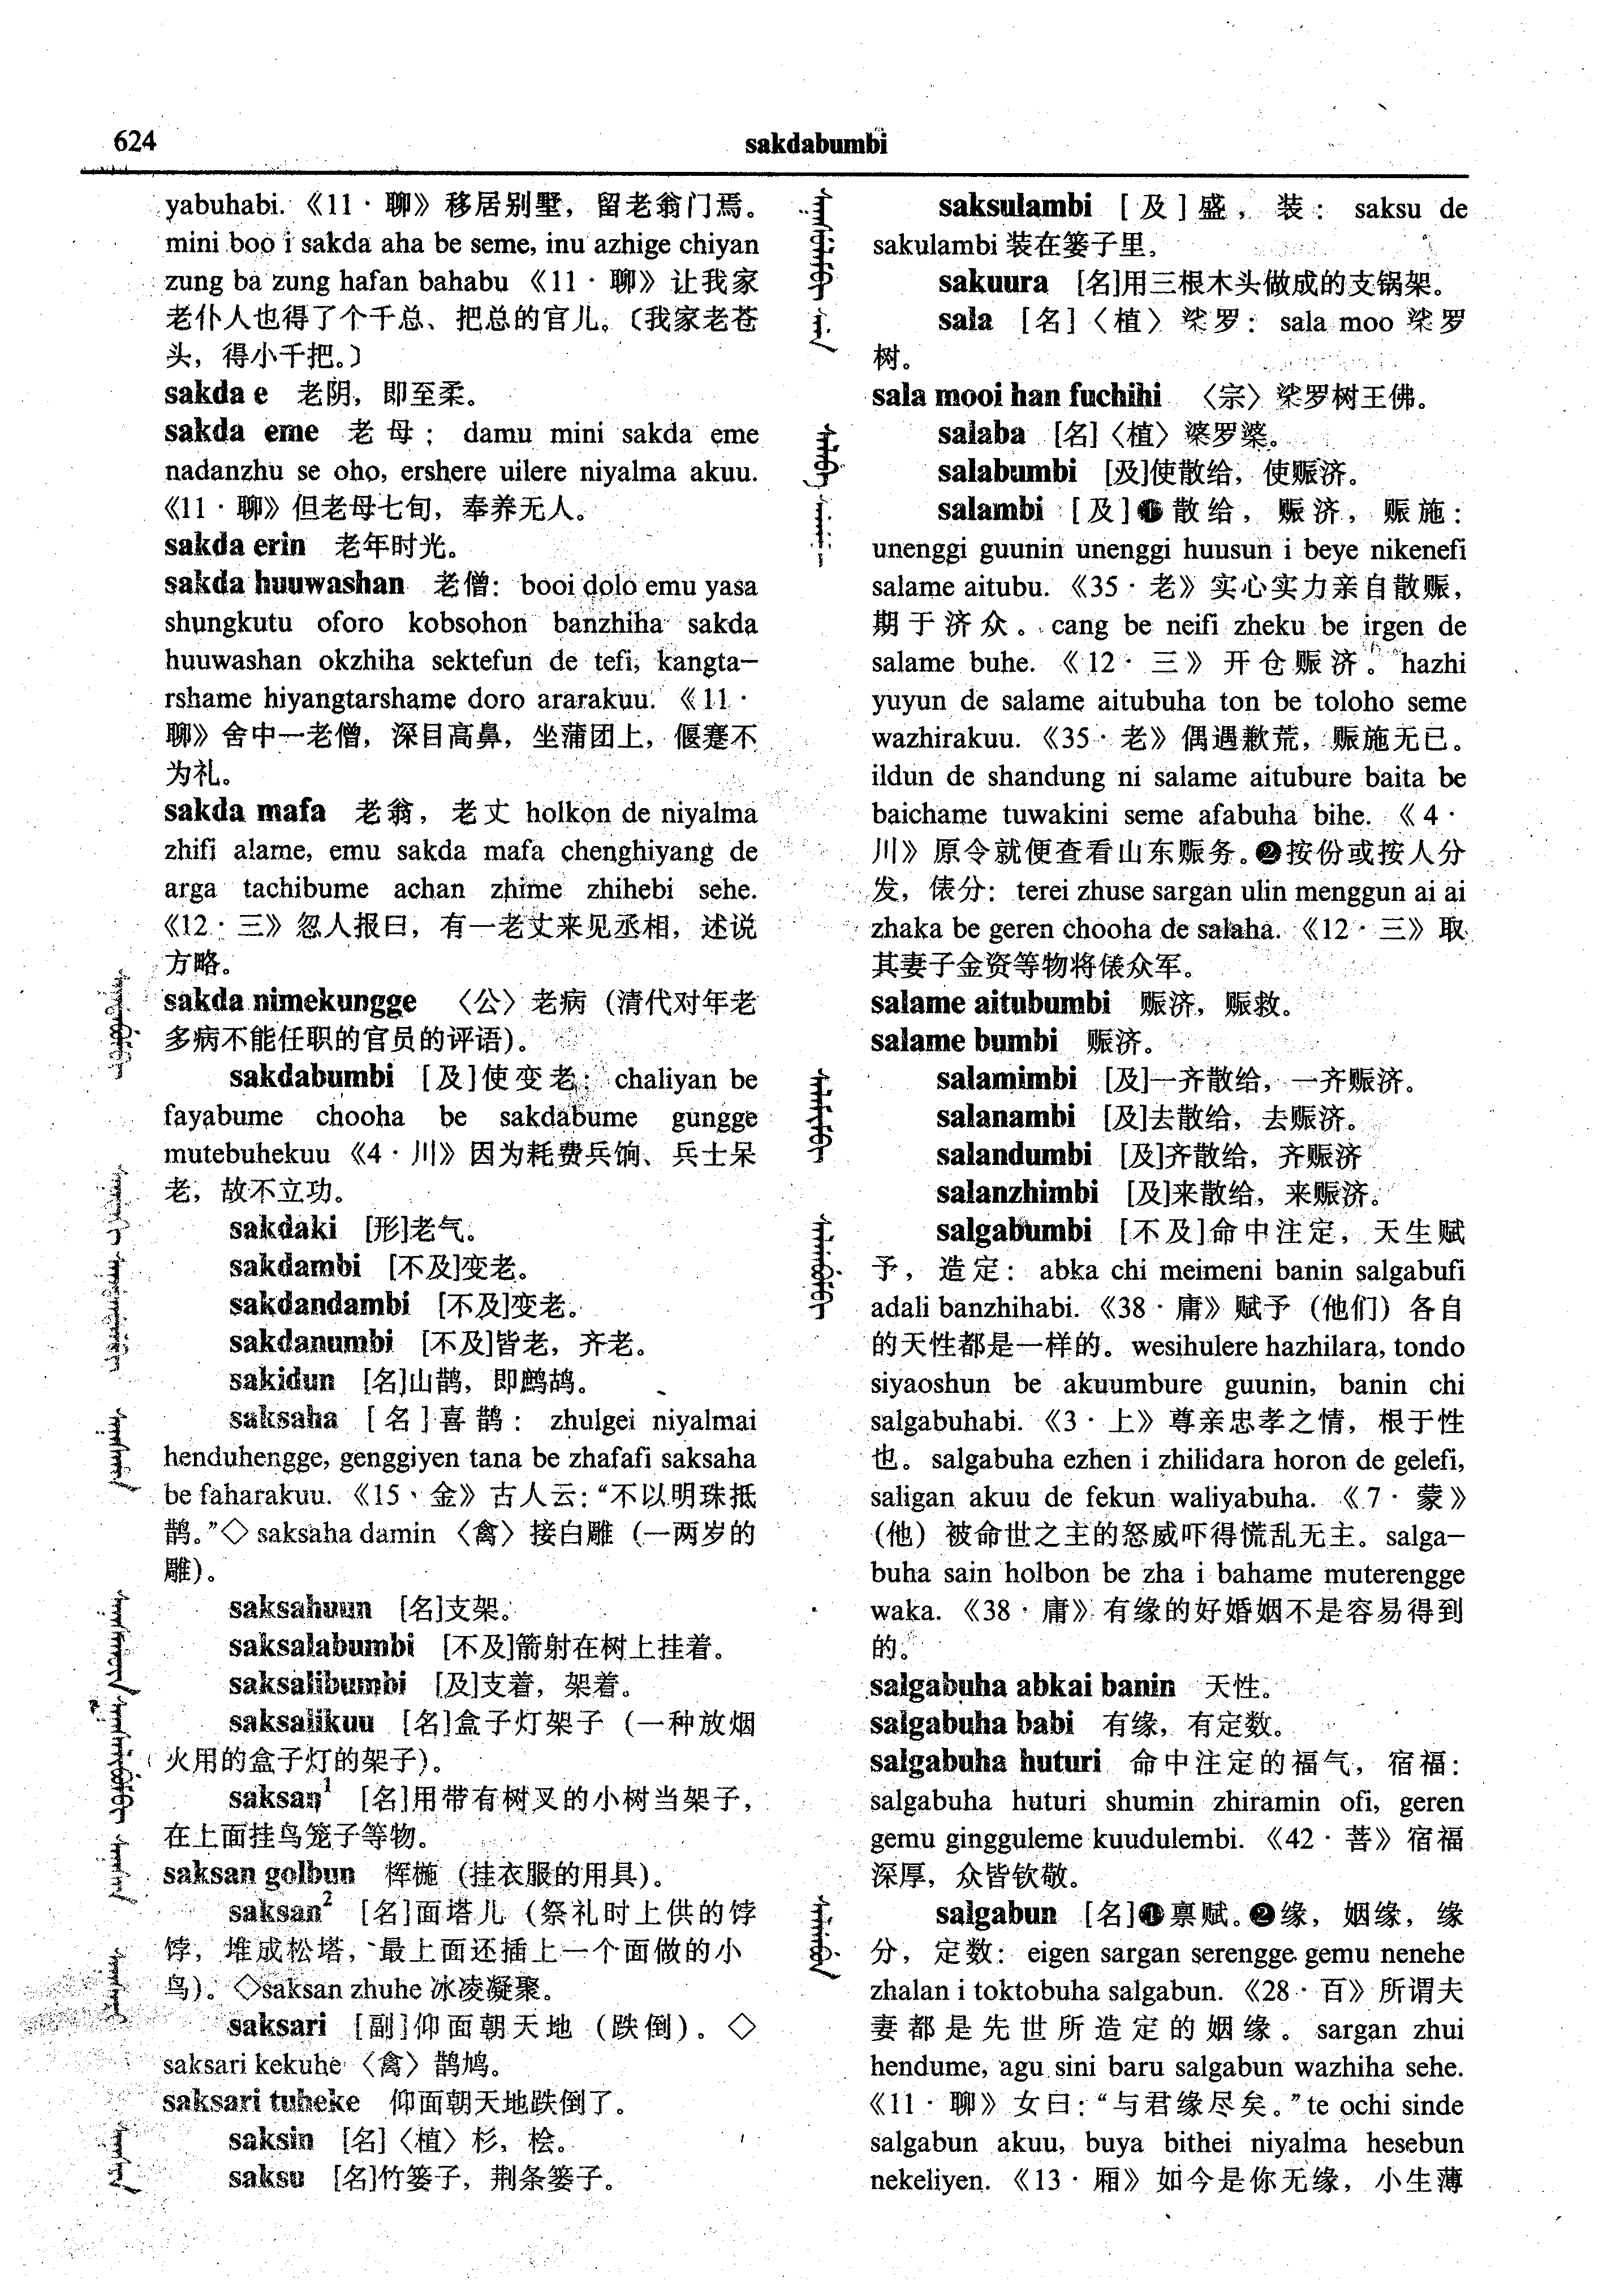 624
sakdabumbi
yabuhabi.《11·聊》移居别墅，留老翁门焉。
mini boo i sakda aha be seme, inu azhige chiyan
zung ba zung hafan bahabu《11·聊》让我家
老仆人也得了个千总、把总的官儿。〔我家老苍
头，得小千把。〕
sakda e 老阴，即至柔。
sakda eme 老母；damu mini sakda eme
nadanzhu se oho, ershere uilere niyalma akuu.
《11·聊》但老母七旬，奉养无人。
sakda erin 老年时光。
sakda huuwashan 老僧：booi dolo emu yasa
shungkutu oforo kobsohon banzhiha sakda
huuwashan okzhiha sektefun de tefi, kangta-
rshame hiyangtarshame doro ararakuu.《11·
聊》舍中一老僧，深目高鼻，坐蒲团上，偃蹇不
为礼。
sakda mafa 老翁，老丈 holkon de niyalma
zhifi alame, emu sakda mafa chenghiyang de
arga tachibume achan zhime zhihebi sehe.
《12·三》忽人报曰，有一老丈来见丞相，述说
方略。
sakda nimekungge 〈公〉老病（清代对年老
多病不能任职的官员的评语）。
sakdabumbi [及]使变老：chaliyan be
fayabume chooha be sakdabume gungge
mutebuhekuu《4·川》因为耗费兵饷、兵士呆
老，故不立功。
sakdaki [形]老气。
sakdambi [不及]变老。
sakdandambi [不及]变老。
sakdanumbi [不及]皆老，齐老。
sakidun [名]山鹊，即鹧鸪。
saksaha [名]喜鹊：zhulgei niyalmai
henduhengge, genggiyen tana be zhafafi saksaha
be faharakuu.《15·金》古人云：“不以明珠抵
鹊。”◇saksaha damin〈禽〉接白雕（一两岁的
雕）。
saksahuun [名]支架。
saksalabumbi [不及]箭射在树上挂着。
saksalibumbi [及]支着，架着。
saksalikuu [名]盒子灯架子（一种放烟
火用的盒子灯的架子）。
saksan¹ [名]用带有树叉的小树当架子，
在上面挂鸟笼子等物。
saksan golbun 楎椸（挂衣服的用具）。
saksan² [名]面塔儿（祭礼时上供的饽
饽，堆成松塔，最上面还插上一个面做的小
鸟）。◇saksan zhuhe 冰凌凝聚。
saksari [副]仰面朝天地（跌倒）。◇
saksari kekuhe〈禽〉鹊鸠。
saksari tuheke 仰面朝天地跌倒了。
saksin [名]〈植〉杉，桧。
saksu [名]竹篓子，荆条篓子。
saksulambi [及]盛，装：saksu de
sakulambi 装在篓子里。
sakuura [名]用三根木头做成的支锅架。
sala [名]〈植〉桬罗：sala moo 桬罗
树。
sala mooi han fuchihi 〈宗〉桬罗树王佛。
salaba [名]〈植〉婆罗婆。
salabumbi [及]使散给，使赈济。
salambi [及]❶散给，赈济，赈施：
unenggi guunin unenggi huusun i beye nikenefi
salame aitubu.《35·老》实心实力亲自散赈，
期于济众。cang be neifi zheku be irgen de
salame buhe.《12·三》开仓赈济。hazhi
yuyun de salame aitubuha ton be toloho seme
wazhirakuu.《35·老》偶遇歉荒，赈施无已。
ildun de shandung ni salame aitubure baita be
baichame tuwakini seme afabuha bihe.《4·
川》原令就便查看山东赈务。❷按份或按人分
发，俵分：terei zhuse sargan ulin menggun ai ai
zhaka be geren chooha de salaha.《12·三》取
其妻子金资等物将俵众军。
salame aitubumbi 赈济，赈救。
salame bumbi 赈济。
salamimbi [及]一齐散给，一齐赈济。
salanambi [及]去散给，去赈济。
salandumbi [及]齐散给，齐赈济
salanzhimbi [及]来散给，来赈济。
salgabumbi [不及]命中注定，天生赋
予，造定：abka chi meimeni banin salgabufi
adali banzhihabi.《38·庸》赋予（他们）各自
的天性都是一样的。wesihulere hazhilara, tondo
siyaoshun be akuumbure guunin, banin chi
salgabuhabi.《3·上》尊亲忠孝之情，根于性
也。salgabuha ezhen i zhilidara horon de gelefi,
saligan akuu de fekun waliyabuha.《7·蒙》
（他）被命世之主的怒威吓得慌乱无主。salga-
buha sain holbon be zha i bahame muterengge
waka.《38·庸》有缘的好婚姻不是容易得到
的。
salgabuha abkai banin 天性。
salgabuha babi 有缘，有定数。
salgabuha huturi 命中注定的福气，宿福：
salgabuha huturi shumin zhiramin ofi, geren
gemu gingguleme kuudulembi.《42·菩》宿福
深厚，众皆钦敬。
salgabun [名]❶禀赋。❷缘，姻缘，缘
分，定数：eigen sargan serengge gemu nenehe
zhalan i toktobuha salgabun.《28·百》所谓夫
妻都是先世所造定的姻缘。sargan zhui
hendume, agu sini baru salgabun wazhiha sehe.
《11·聊》女曰：“与君缘尽矣。”te ochi sinde
salgabun akuu, buya bithei niyalma hesebun
nekeliyen.《13·厢》如今是你无缘，小生薄